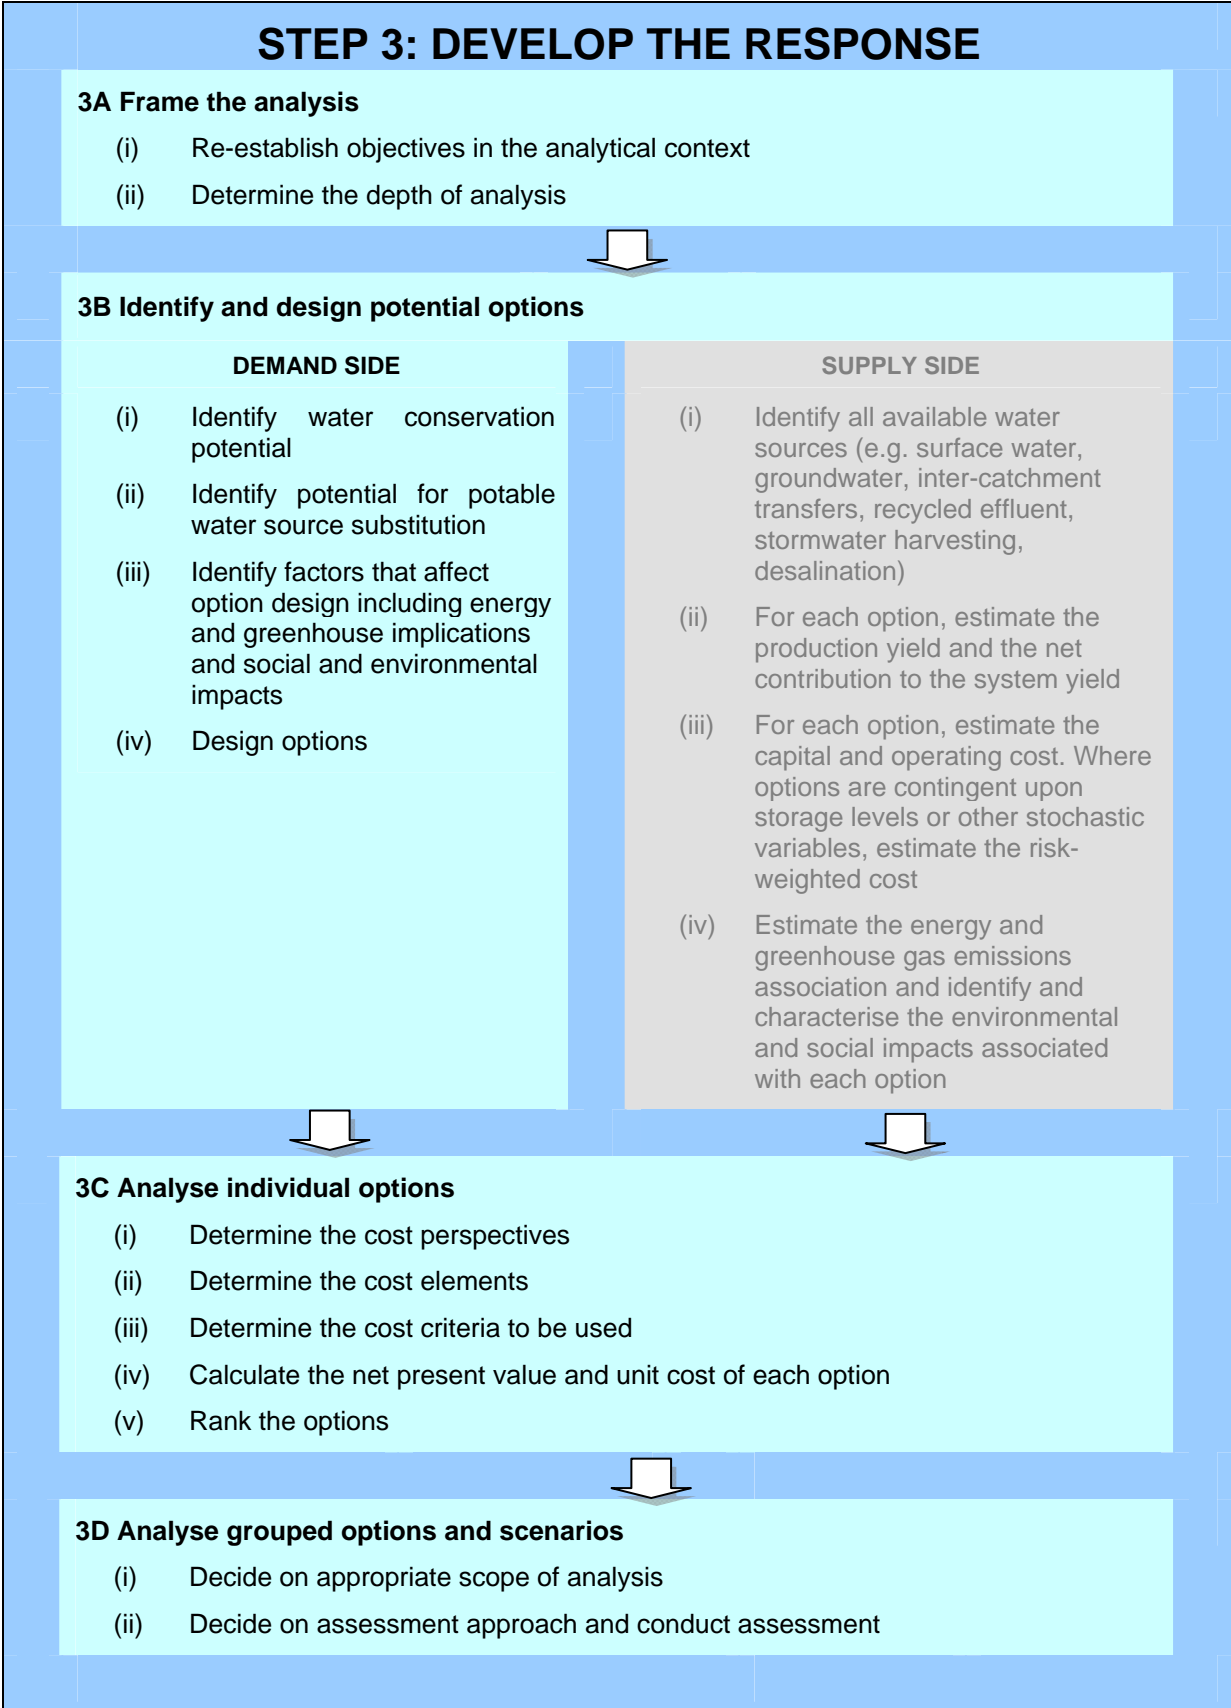 STEP 3: DEVELOP THE RESPONSE
3A Frame the analysis
(i) Re-establish objectives in the analytical context
(ii) Determine the depth of analysis
3B Identify and design potential options
DEMAND SIDE
(i) Identify water conservation
potential
(ii) Identify potential for potable
water source substitution
(iii) Identify factors that affect
option design including energy
and greenhouse implications
and social and environmental
impacts
(iv) Design options
SUPPLY SIDE
(i) Identify all available water
sources (e.g. surface water,
groundwater, inter-catchment
transfers, recycled effluent,
stormwater harvesting,
desalination)
(ii) For each option, estimate the
production yield and the net
contribution to the system yield
(iii) For each option, estimate the
capital and operating cost. Where
options are contingent upon
storage levels or other stochastic
variables, estimate the risk-
weighted cost
(iv) Estimate the energy and
greenhouse gas emissions
association and identify and
characterise the environmental
and social impacts associated
with each option
3C Analyse individual options
(i) Determine the cost perspectives
(ii) Determine the cost elements
(iii) Determine the cost criteria to be used
(iv) Calculate the net present value and unit cost of each option
(v) Rank the options
3D Analyse grouped options and scenarios
(i) Decide on appropriate scope of analysis
(ii) Decide on assessment approach and conduct assessment